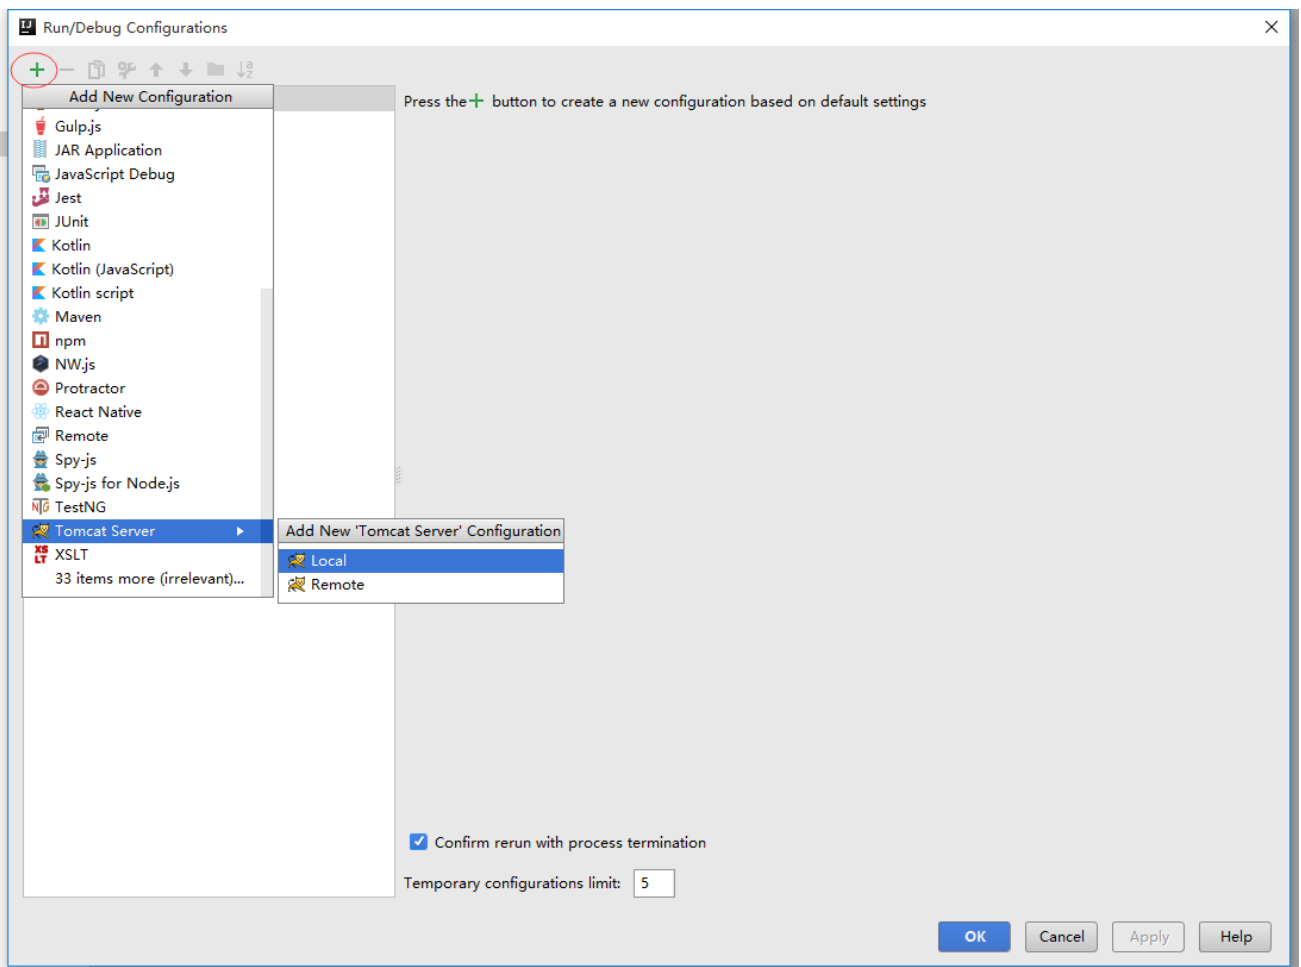 Run/Debug Configurations
Add New Configuration
Press the + button to create a new configuration based on default settings
Gulp.js
JAR Application
JavaScript Debug
Jest
JUnit
Kotlin
Kotlin (JavaScript)
Kotlin script
Maven
npm
NW.js
Protractor
React Native
Remote
Spy-js
Spy-js for Node.js
TestNG
Tomcat Server
Add New 'Tomcat Server' Configuration
XSLT
Local
33 items more (irrelevant)...
Remote
Confirm rerun with process termination
Temporary configurations limit: 5
OK
Cancel
Apply
Help